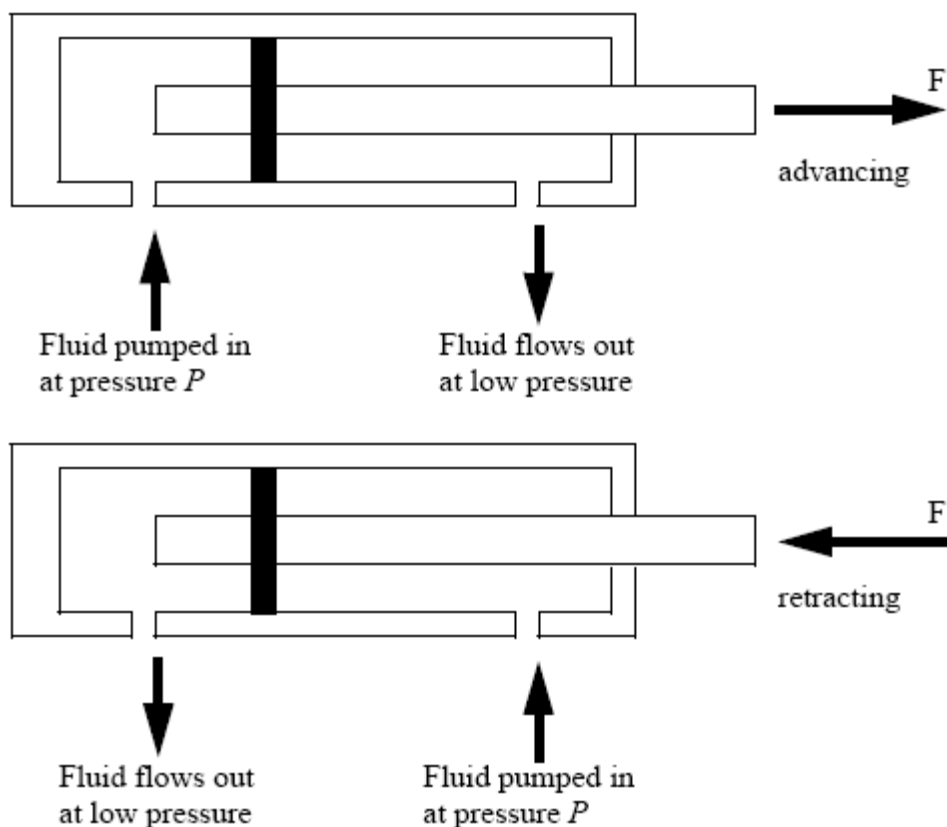 F
advancing
Fluid pumped in
at pressure P
Fluid flows out
at low pressure
F
retracting
Fluid flows out
at low pressure
Fluid pumped in
at pressure P